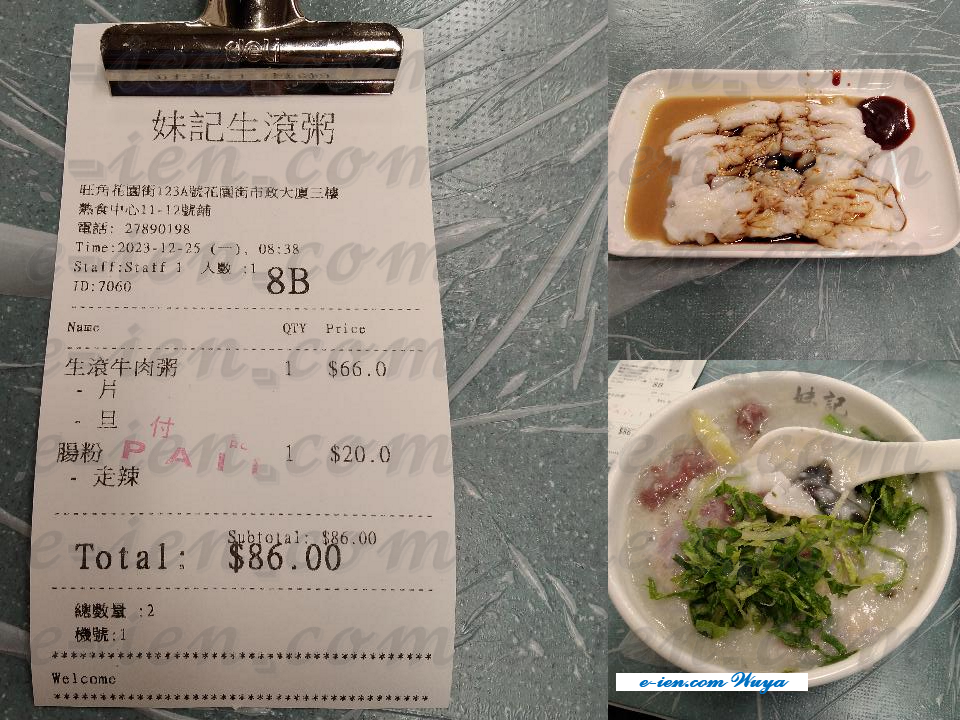 deli
妹記生滾粥
旺角花園街123A號花園街市政大廈三樓
熟食中心11-12號舖
電話: 27890198
Time:2023-12-25 (一), 08:38
Staff:Staff 1 人數 :1
ID:7060
8B
Name QTY Price
生滾牛肉粥 1 $66.0
- 片
- 旦
付
PAID
腸粉 1 $20.0
- 走辣
Subtotal: $86.00
Total: $86.00
總數量 :2
機號:1
Welcome
妹記
8B
$86
e-ien.com
e-ien.com Wuya